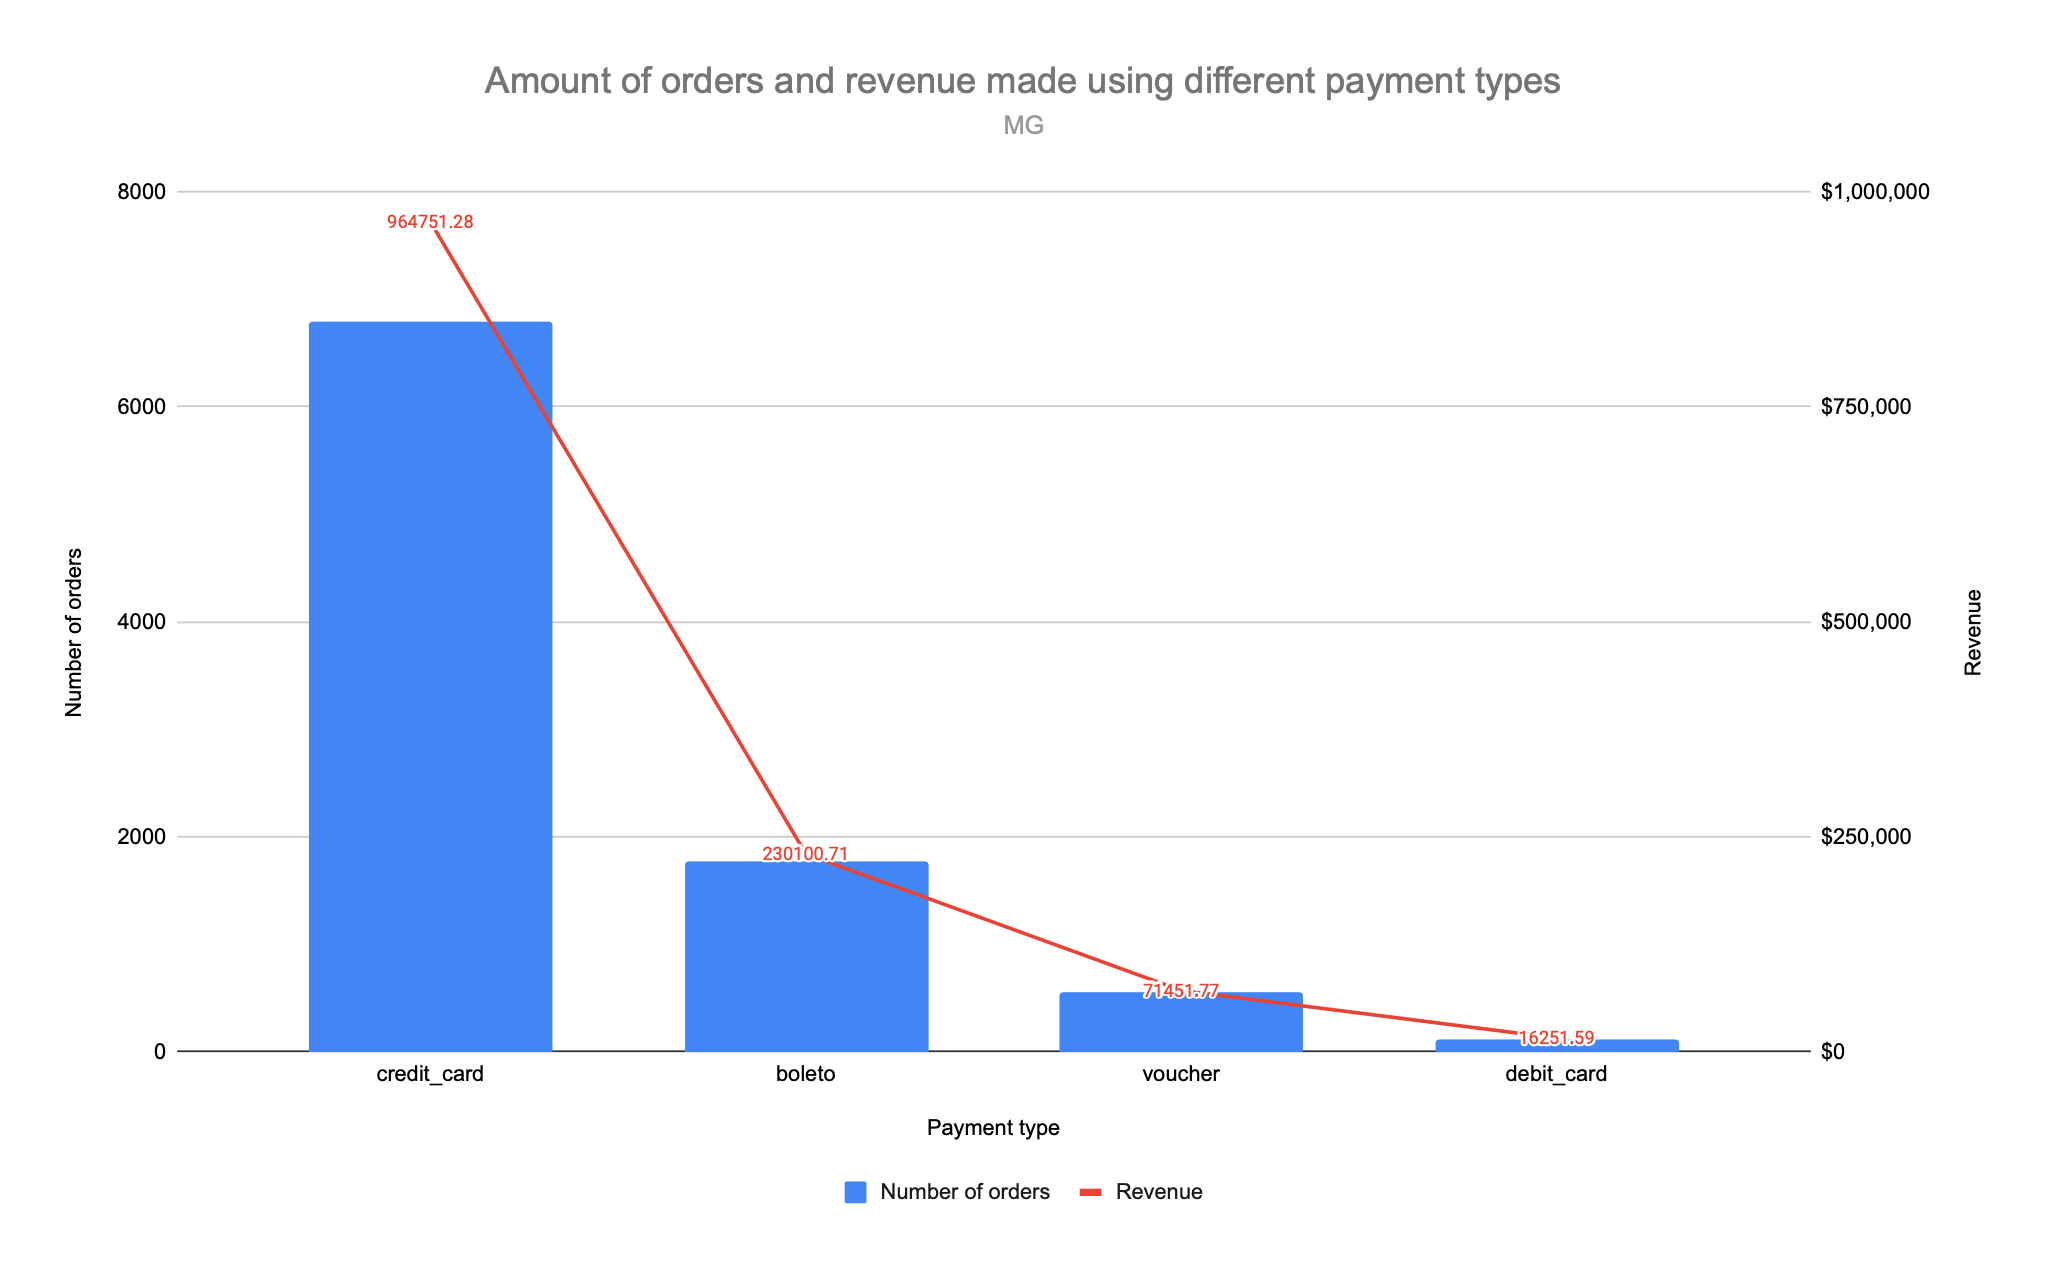 Amount of orders and revenue made using different payment types
MG
8000
6000
4000
2000
0
Number of orders
964751.28
230100.71
71451.77
16251.59
$1,000,000
$750,000
$500,000
$250,000
$0
Revenue
credit_card boleto voucher debit_card
Payment type
Number of orders Revenue